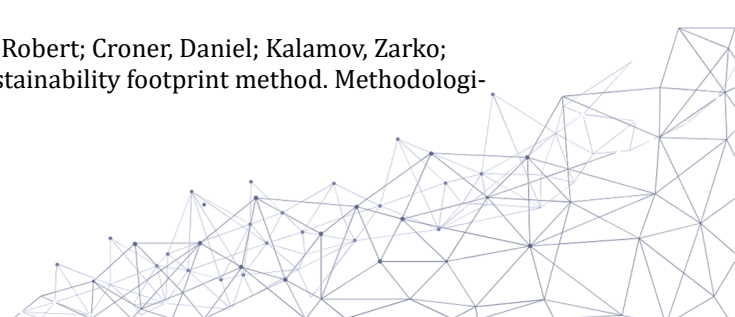 Robert; Croner, Daniel; Kalamov, Zarko;
stainability footprint method. Methodologi-